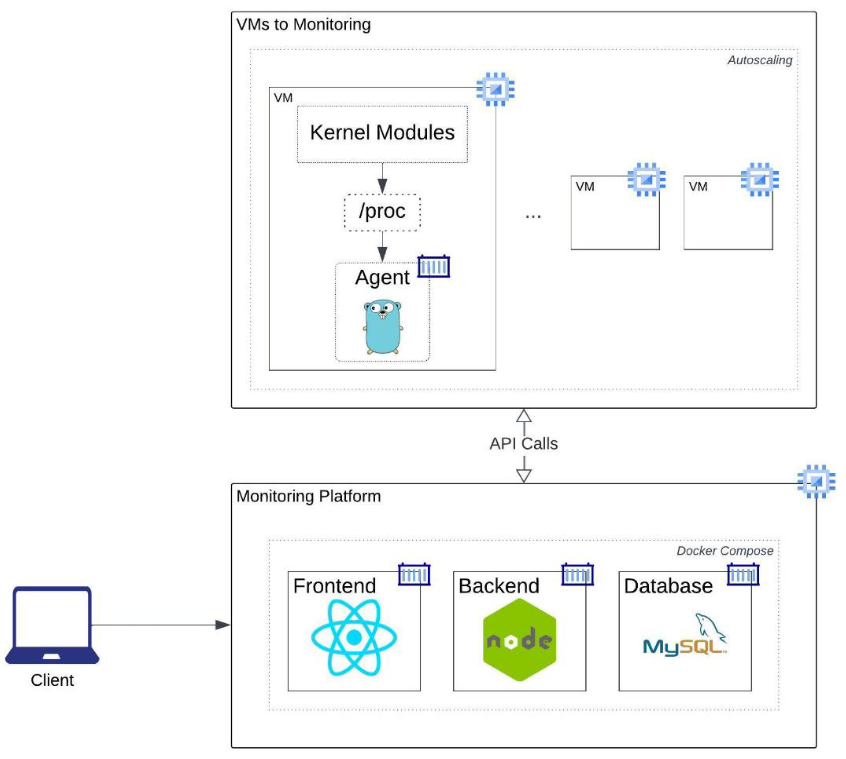 VMs to Monitoring
Autoscaling
VM
Kernel Modules
/proc
Agent
...
VM
VM
API Calls
Monitoring Platform
Docker Compose
Frontend
Backend
Database
node
MySQL™
Client